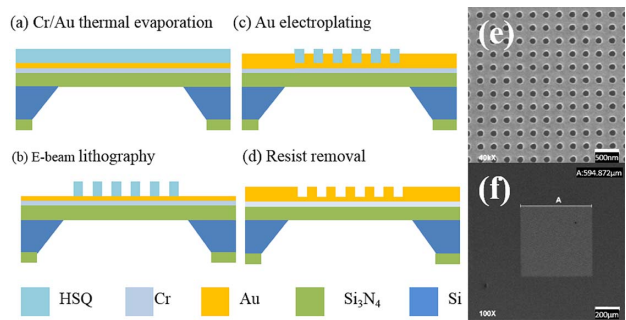 (a) Cr/Au thermal evaporation
(c) Au electroplating
(b) E-beam lithography
(d) Resist removal
HSQ
Cr
Au
Si3N4
Si
(e)
40kX
500nm
A:594.872μm
(f)
A
100X
200μm